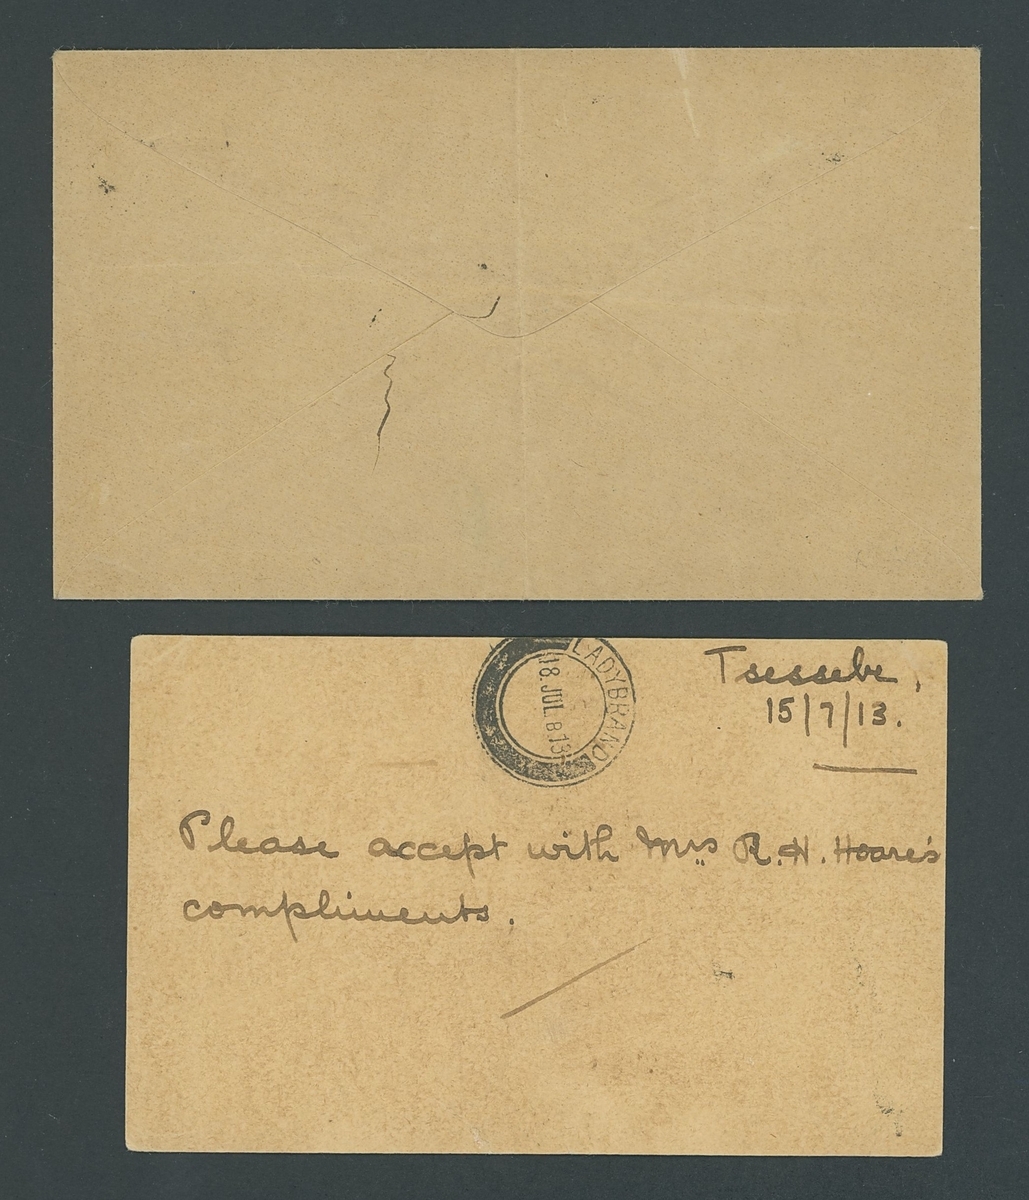 LADYBRAND
18. JUL 8.13
Tsessebe,
15/7/13.
Please accept with Mrs R. H. Hoare's
compliments.